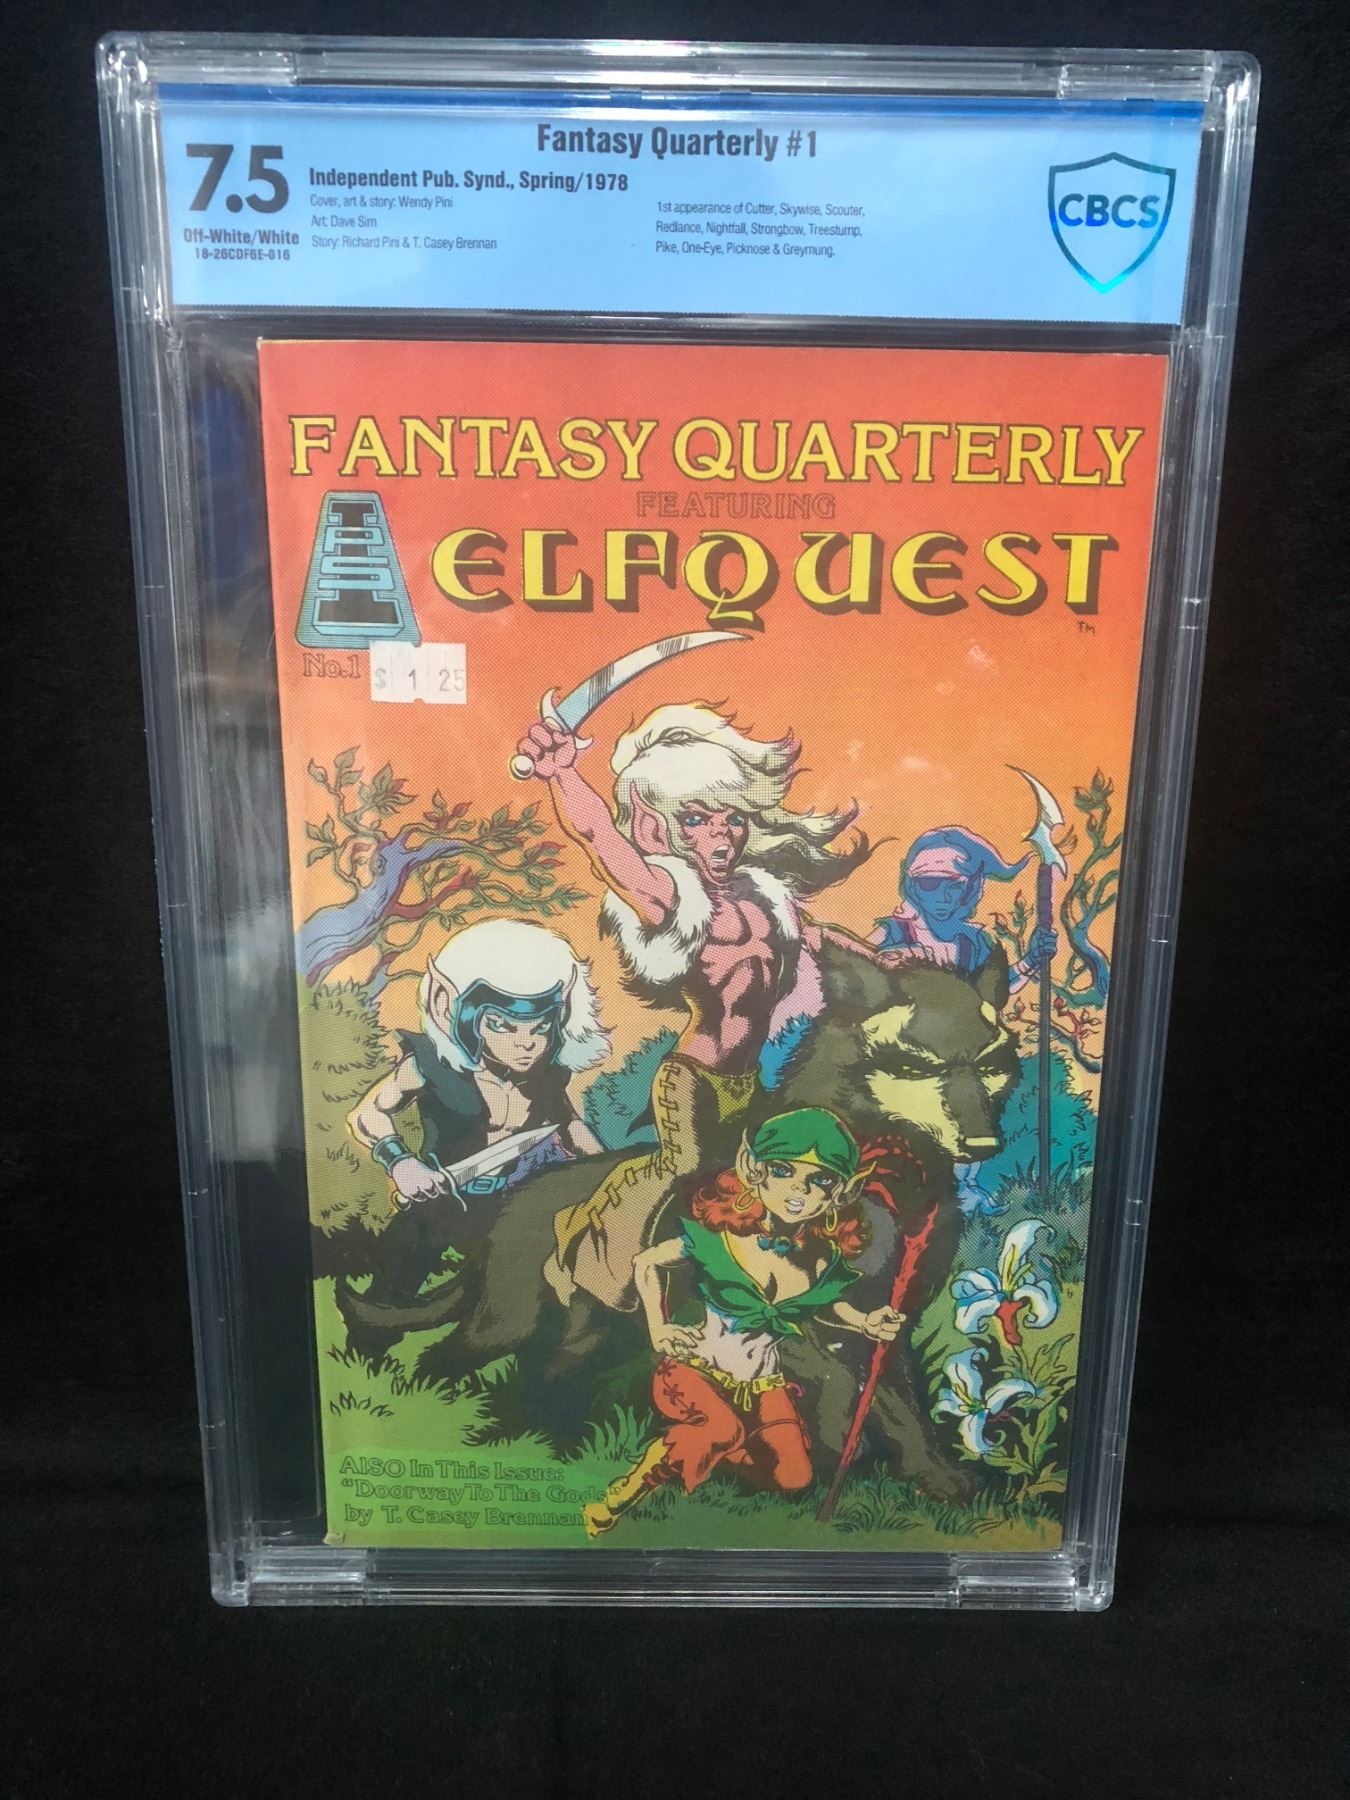 Fantasy Quarterly #1
7.5
Off-White/White
18-26CDF6E-016
Independent Pub. Synd., Spring/1978
Cover, art & story: Wendy Pini
Art: Dave Sim
Story: Richard Pini & T. Casey Brennan
1st appearance of Cutter, Skywise, Scouter,
Redlance, Nightfall, Strongbow, Treestump,
Pike, One-Eye, Picknose & Greymung.
CBCS
FANTASY QUARTERLY
FEATURING
ELFQUEST
TM
IPS
No.1
$ 1 25
ALSO In This Issue:
"Doorway To The Gods"
by T. Casey Brennan